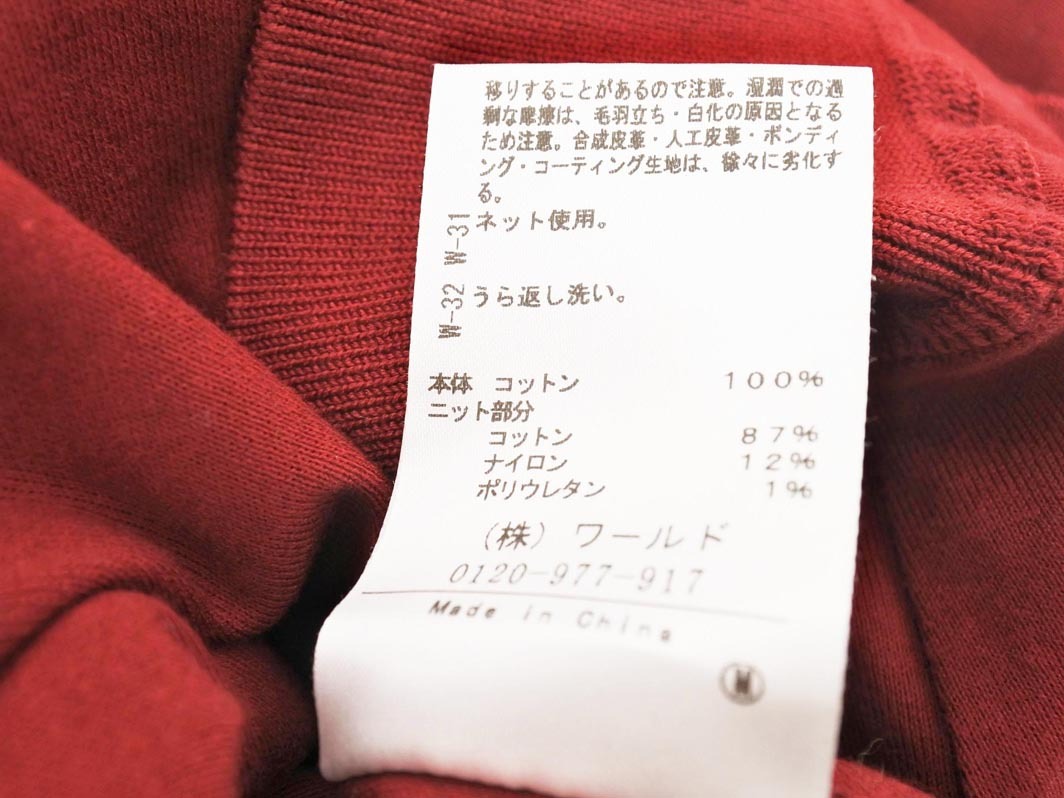 移りすることがあるので注意。湿潤での過
剰な摩擦は、毛羽立ち・白化の原因となる
ため注意。合成皮革・人工皮革・ボンディ
ング・コーティング生地は、徐々に劣化す
る。
W-31 ネット使用。
W-32 うら返し洗い。
本体 コットン 100%
ニット部分
コットン 87%
ナイロン 12%
ポリウレタン 1%
(株) ワールド
0120-977-917
Made in China
M